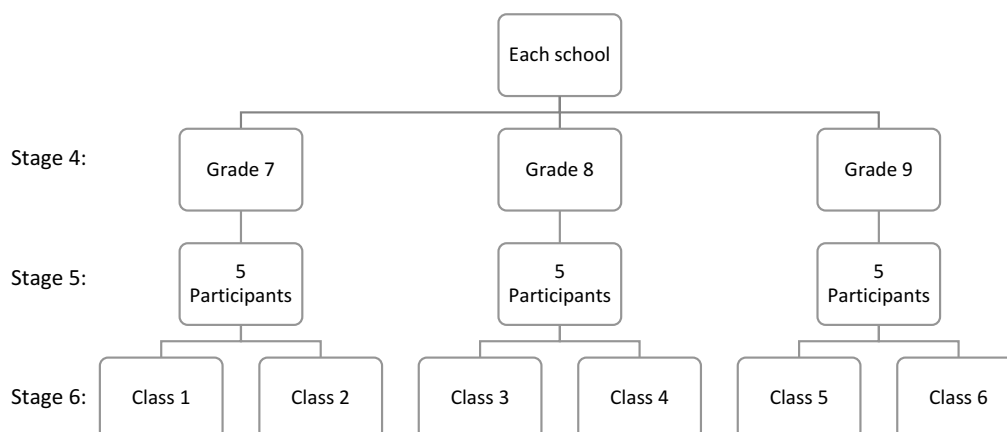 Each school
Stage 4:
Grade 7
Grade 8
Grade 9
Stage 5:
5
Participants
5
Participants
5
Participants
Stage 6:
Class 1
Class 2
Class 3
Class 4
Class 5
Class 6